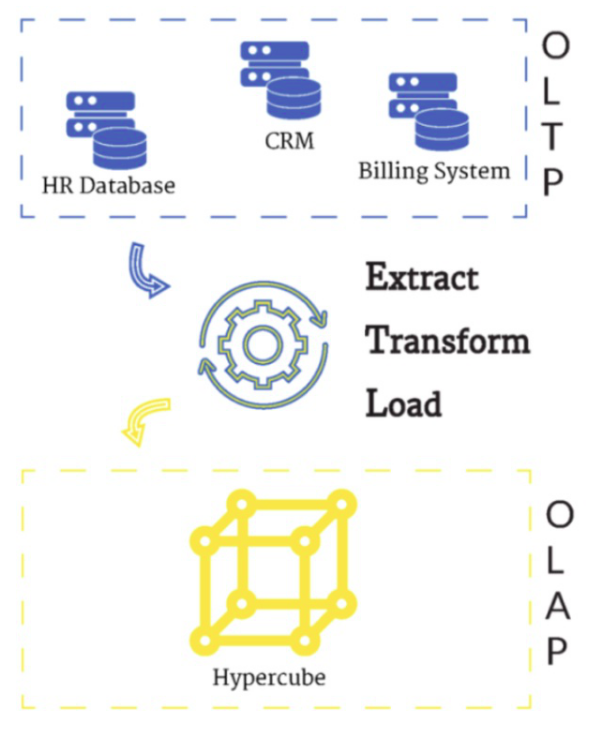 O
L
T
P
CRM
Billing System
HR Database
Extract
Transform
Load
O
L
A
P
Hypercube